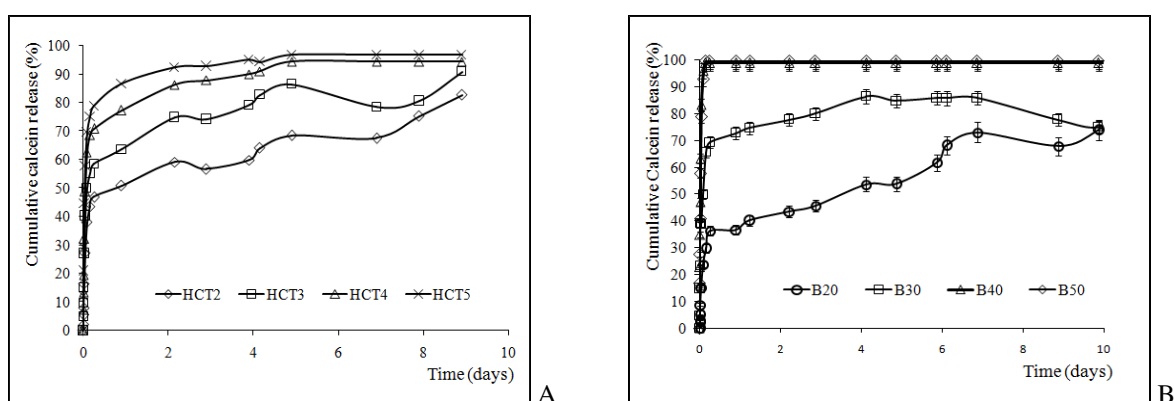 Cumulative calcein release (%)
100
90
80
70
60
50
40
30
20
10
0
HCT2 HCT3 HCT4 HCT5
0 2 4 6 8 10
Time (days)
A
Cumulative Calcein release (%)
100
90
80
70
60
50
40
30
20
10
0
B20 B30 B40 B50
0 2 4 6 8 10
Time (days)
B